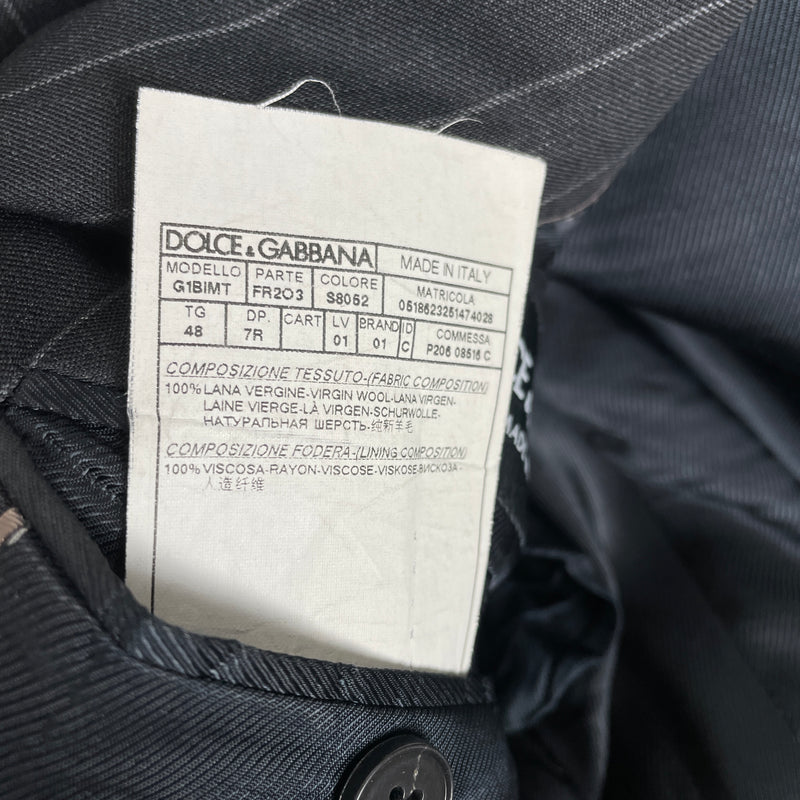 DOLCE & GABBANA MADE IN ITALY
MODELLO PARTE COLORE MATRICOLA
G1BIMT FR2O3 S8052 0518623251474028
TG DP. CART LV BRAND ID COMMESSA
48 7R 01 01 C P206 08516 C
COMPOSIZIONE TESSUTO-(FABRIC COMPOSITION)
100% LANA VERGINE-VIRGIN WOOL-LANA VIRGEN-
LAINE VIERGE-LÀ VIRGEN-SCHURWOLLE-
НАТУРАЛЬНАЯ ШЕРСТЬ-纯新羊毛
COMPOSIZIONE FODERA-(LINING COMPOSITION)
100% VISCOSA-RAYON-VISCOSE-VISKOSE-ВИСКОЗА-
人造纤维